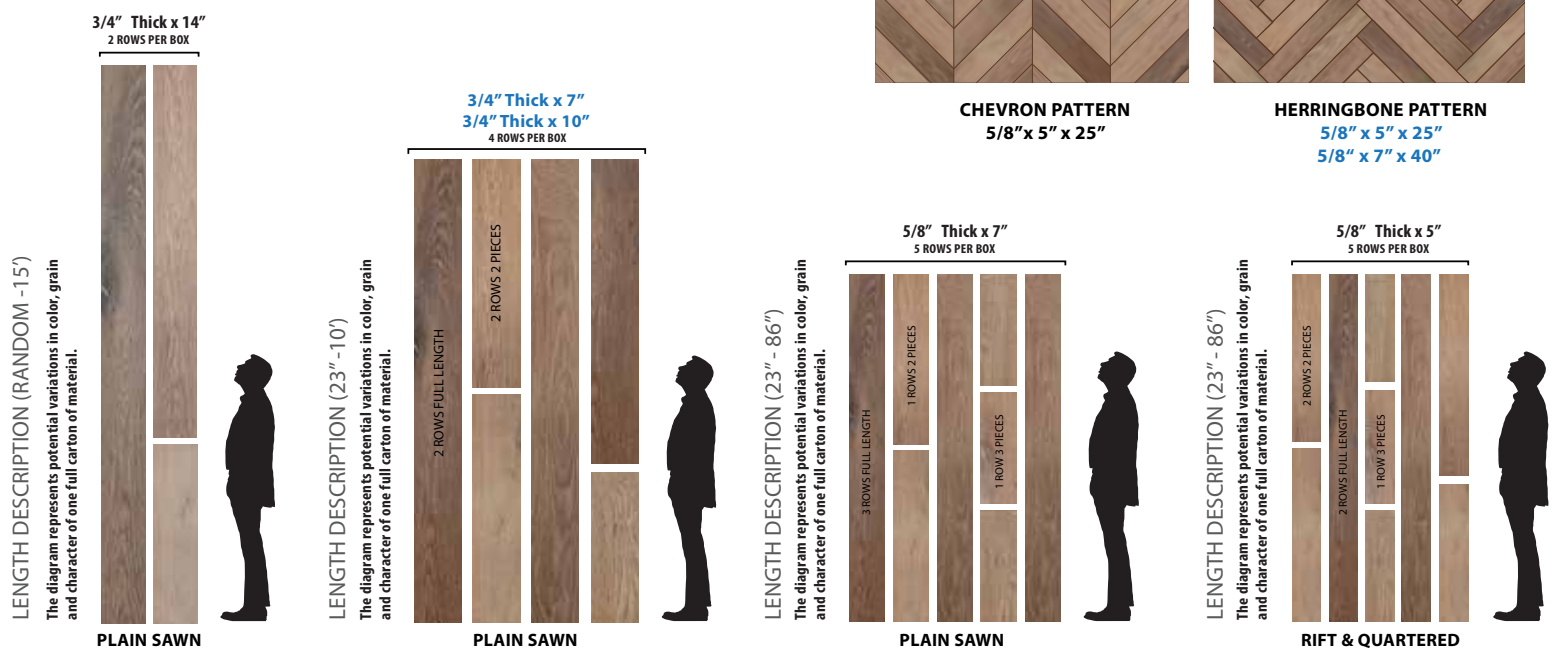 3/4” Thick x 14”
2 ROWS PER BOX
LENGTH DESCRIPTION (RANDOM -15’)
The diagram represents potential variations in color, grain
and character of one full carton of material.
PLAIN SAWN
3/4” Thick x 7”
3/4” Thick x 10”
4 ROWS PER BOX
LENGTH DESCRIPTION (23” -10’)
The diagram represents potential variations in color, grain
and character of one full carton of material.
2 ROWS FULL LENGTH
2 ROWS 2 PIECES
PLAIN SAWN
CHEVRON PATTERN
5/8”x 5” x 25”
HERRINGBONE PATTERN
5/8” x 5” x 25”
5/8“ x 7” x 40”
5/8” Thick x 7”
5 ROWS PER BOX
LENGTH DESCRIPTION (23” - 86”)
The diagram represents potential variations in color, grain
and character of one full carton of material.
3 ROWS FULL LENGTH
1 ROWS 2 PIECES
1 ROW 3 PIECES
PLAIN SAWN
5/8” Thick x 5”
5 ROWS PER BOX
LENGTH DESCRIPTION (23” - 86”)
The diagram represents potential variations in color, grain
and character of one full carton of material.
2 ROWS 2 PIECES
2 ROWS FULL LENGTH
1 ROW 3 PIECES
RIFT & QUARTERED